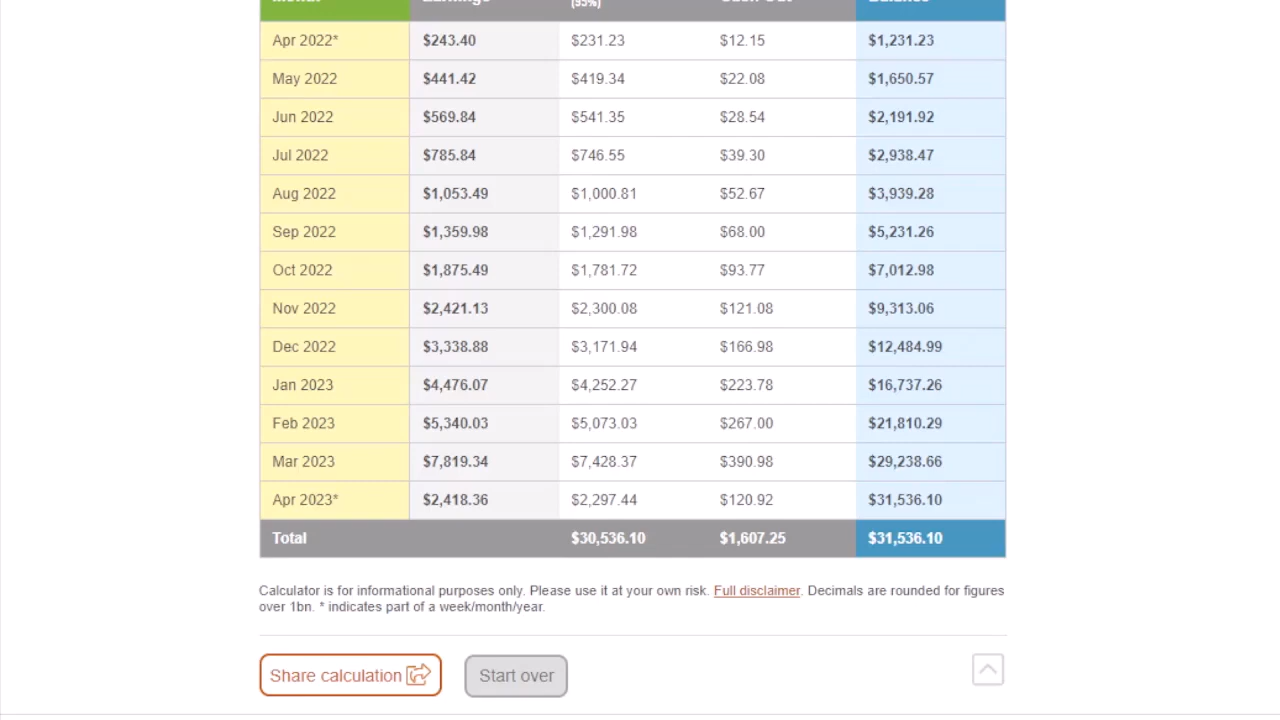 Month Earnings (95%) Cash Out Balance
Apr 2022* $243.40 $231.23 $12.15 $1,231.23
May 2022 $441.42 $419.34 $22.08 $1,650.57
Jun 2022 $569.84 $541.35 $28.54 $2,191.92
Jul 2022 $785.84 $746.55 $39.30 $2,938.47
Aug 2022 $1,053.49 $1,000.81 $52.67 $3,939.28
Sep 2022 $1,359.98 $1,291.98 $68.00 $5,231.26
Oct 2022 $1,875.49 $1,781.72 $93.77 $7,012.98
Nov 2022 $2,421.13 $2,300.08 $121.08 $9,313.06
Dec 2022 $3,338.88 $3,171.94 $166.98 $12,484.99
Jan 2023 $4,476.07 $4,252.27 $223.78 $16,737.26
Feb 2023 $5,340.03 $5,073.03 $267.00 $21,810.29
Mar 2023 $7,819.34 $7,428.37 $390.98 $29,238.66
Apr 2023* $2,418.36 $2,297.44 $120.92 $31,536.10
Total $30,536.10 $1,607.25 $31,536.10
Calculator is for informational purposes only. Please use it at your own risk. Full disclaimer. Decimals are rounded for figures
over 1bn. * indicates part of a week/month/year.
Share calculation
Start over